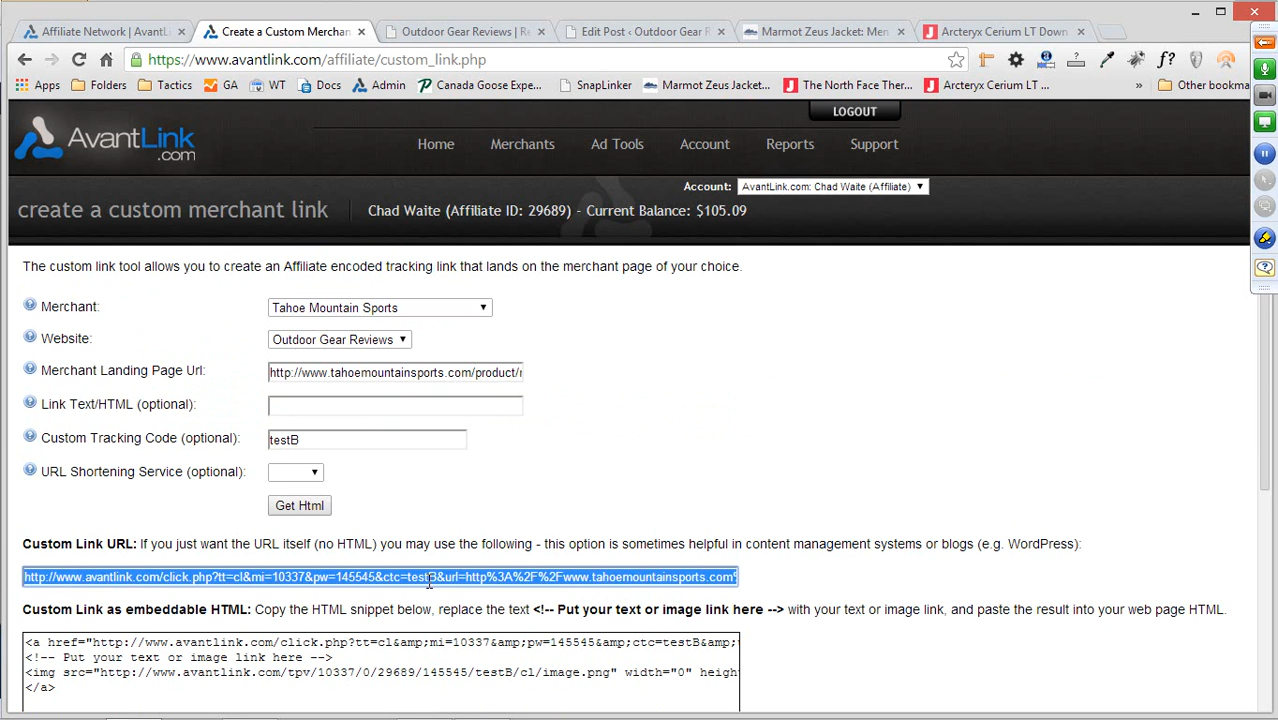 Affiliate Network | AvantL × Create a Custom Merchan × Outdoor Gear Reviews | Re × Edit Post ‹ Outdoor Gear R × Marmot Zeus Jacket: Me × Arcteryx Cerium LT Down ×
https://www.avantlink.com/affiliate/custom_link.php f?
Apps Folders Tactics GA WT Docs Admin Canada Goose Expe... SnapLinker Marmot Zeus Jacket... The North Face Ther... Arcteryx Cerium LT ... » Other bookma
LOGOUT
AvantLink .com
Home Merchants Ad Tools Account Reports Support
Account: AvantLink.com: Chad Waite (Affiliate)
create a custom merchant link Chad Waite (Affiliate ID: 29689) - Current Balance: $105.09
The custom link tool allows you to create an Affiliate encoded tracking link that lands on the merchant page of your choice.
Merchant: Tahoe Mountain Sports
Website: Outdoor Gear Reviews
Merchant Landing Page Url: http://www.tahoemountainsports.com/product/
Link Text/HTML (optional):
Custom Tracking Code (optional): testB
URL Shortening Service (optional):
Get Html
Custom Link URL: If you just want the URL itself (no HTML) you may use the following - this option is sometimes helpful in content management systems or blogs (e.g. WordPress):
http://www.avantlink.com/click.php?tt=cl&mi=10337&pw=145545&ctc=testB&url=http%3A%2F%2Fwww.tahoemountainsports.com%
Custom Link as embeddable HTML: Copy the HTML snippet below, replace the text <!-- Put your text or image link here --> with your text or image link, and paste the result into your web page HTML.
<a href="http://www.avantlink.com/click.php?tt=cl&amp;mi=10337&amp;pw=145545&amp;ctc=testB&amp;
<!-- Put your text or image link here -->
<img src="http://www.avantlink.com/tpv/10337/0/29689/145545/testB/cl/image.png" width="0" heigh
</a>